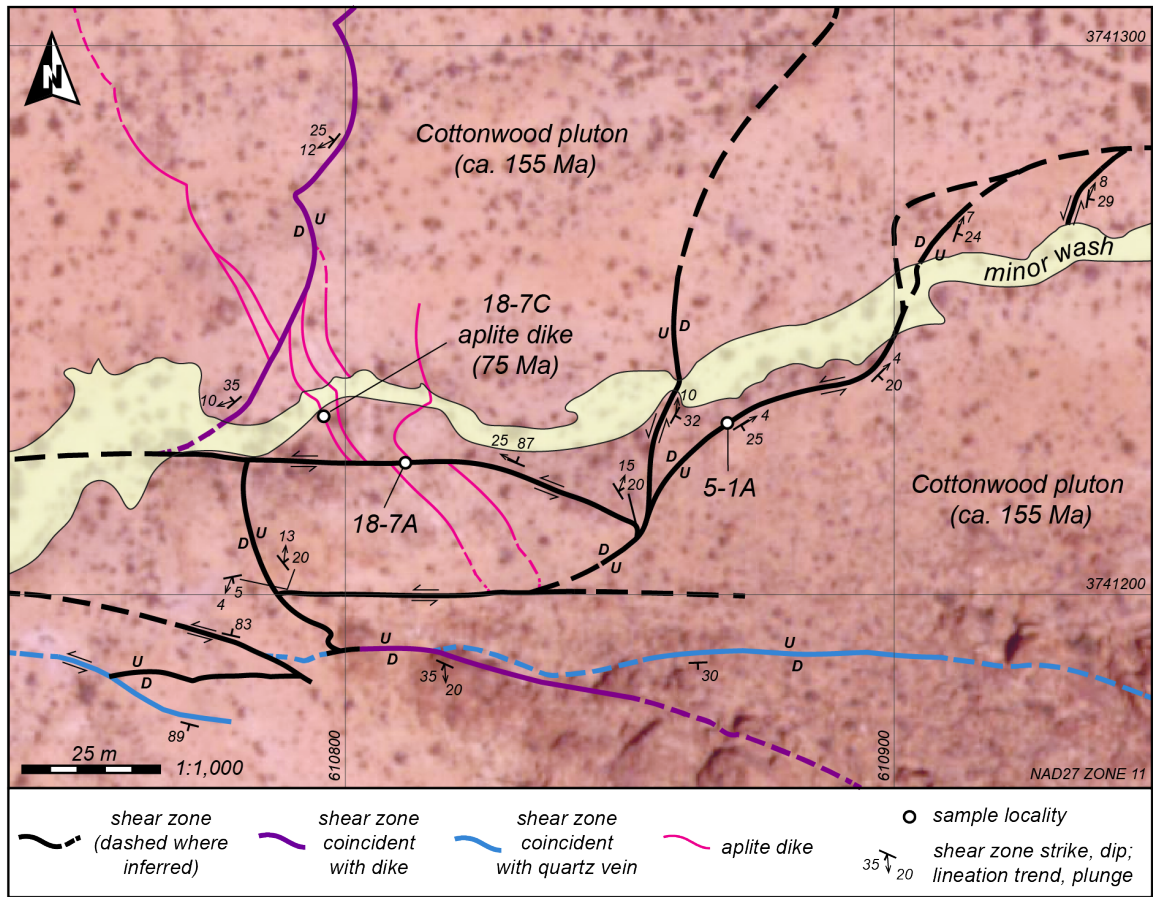 3741300
N
25
12
Cottonwood pluton
(ca. 155 Ma)
8
29
7
24
U
D
D
U
minor wash
18-7C
aplite dike
(75 Ma)
U
D
4
20
35
10
10
32
4
25
25 87
D
U
15
20
5-1A
Cottonwood pluton
(ca. 155 Ma)
18-7A
D
U
13
20
D
U
5
4
3741200
83
U
D
U
D
U
D
35
20
30
89
25 m
1:1,000
610800
610900
NAD27 ZONE 11
shear zone
(dashed where
inferred)
shear zone
coincident
with dike
shear zone
coincident
with quartz vein
aplite dike
sample locality
35
20
shear zone strike, dip;
lineation trend, plunge